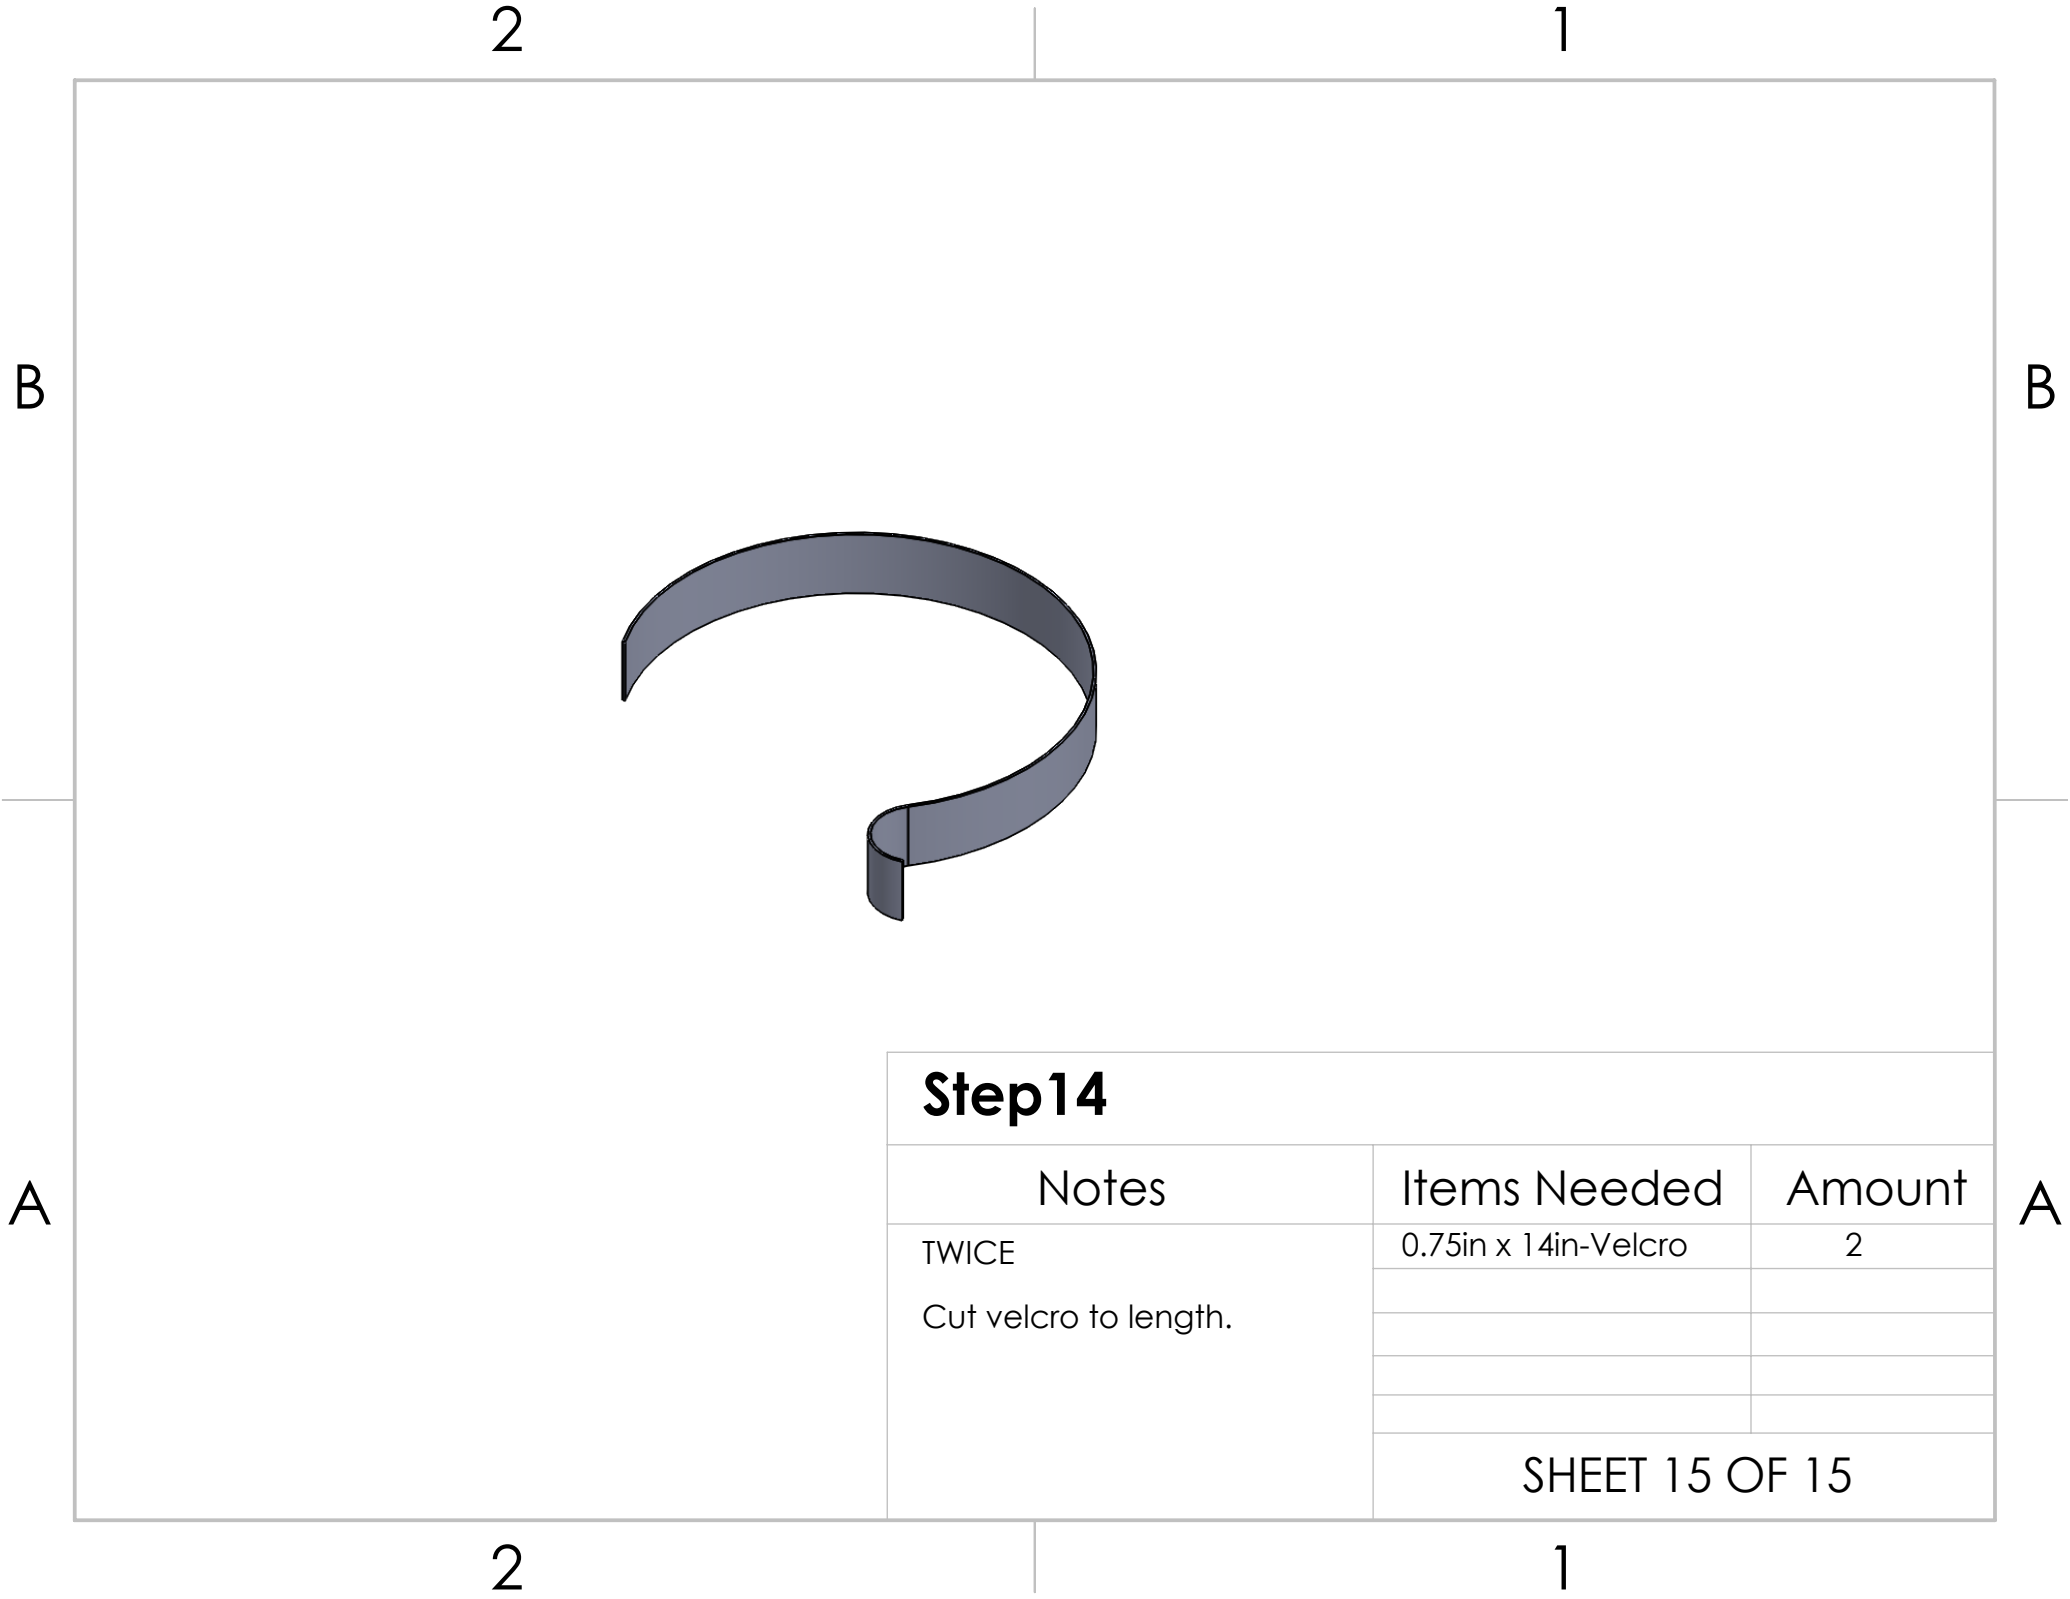 2 1
B B
A A
Step14
Notes Items Needed Amount
TWICE 0.75in x 14in-Velcro 2
Cut velcro to length.
SHEET 15 OF 15
2 1